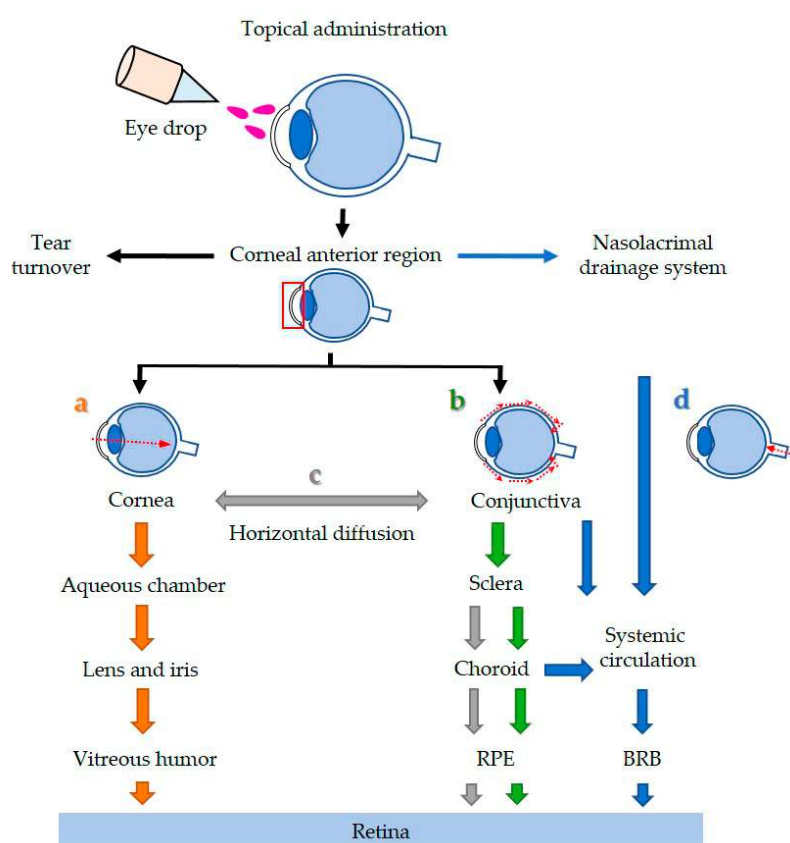 Topical administration
Eye drop
Tear
turnover
Corneal anterior region
Nasolacrimal
drainage system
a
b
d
c
Cornea
Conjunctiva
Horizontal diffusion
Aqueous chamber
Sclera
Systemic
circulation
Lens and iris
Choroid
Vitreous humor
RPE
BRB
Retina